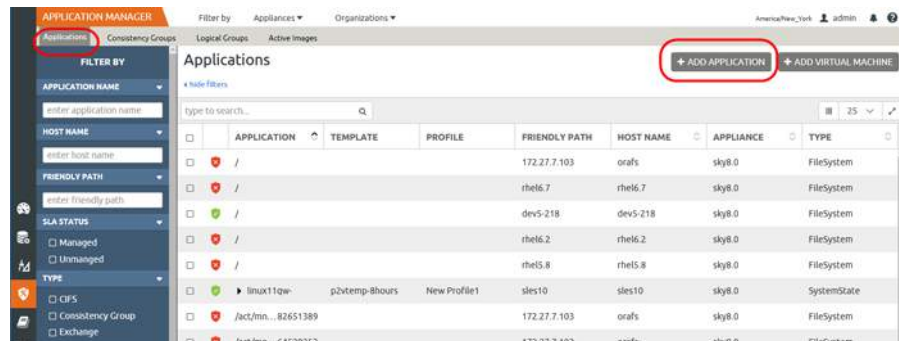 APPLICATION MANAGER Filter by Appliances Organizations America/New_York admin
Applications Consistency Groups Logical Groups Active Images
FILTER BY
Applications
+ ADD APPLICATION
+ ADD VIRTUAL MACHINE
hide filters
APPLICATION NAME
enter application name
HOST NAME
enter host name
FRIENDLY PATH
enter friendly path
SLA STATUS
Managed
Unmanaged
TYPE
CIFS
Consistency Group
Exchange
type to search...
25
APPLICATION TEMPLATE PROFILE FRIENDLY PATH HOST NAME APPLIANCE TYPE
/ 172.27.7.103 orafs sky8.0 FileSystem
/ rhel6.7 rhel6.7 sky8.0 FileSystem
/ dev5-218 dev5-218 sky8.0 FileSystem
/ rhel6.2 rhel6.2 sky8.0 FileSystem
/ rhel5.8 rhel5.8 sky8.0 FileSystem
linux11qw- p2vtemp-8hours New Profile1 sles10 sles10 sky8.0 SystemState
/act/mn...82651389 172.27.7.103 orafs sky8.0 FileSystem